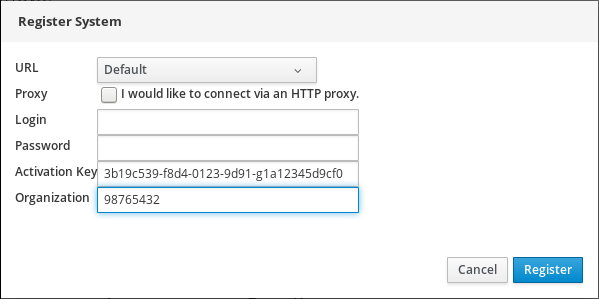 Register System
URL Default
Proxy I would like to connect via an HTTP proxy.
Login
Password
Activation Key 3b19c539-f8d4-0123-9d91-g1a12345d9cf0
Organization 98765432
Cancel Register